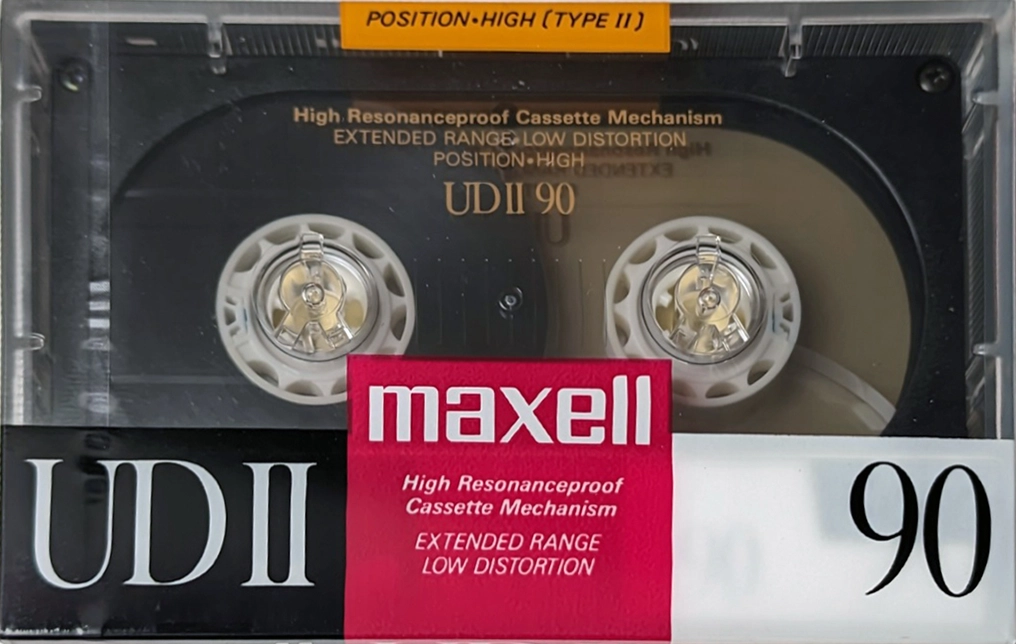 POSITION•HIGH (TYPE II)
High Resonanceproof Cassette Mechanism
EXTENDED RANGE•LOW DISTORTION
POSITION•HIGH
UD II 90
maxell
High Resonanceproof
Cassette Mechanism
EXTENDED RANGE
LOW DISTORTION
UD II
90